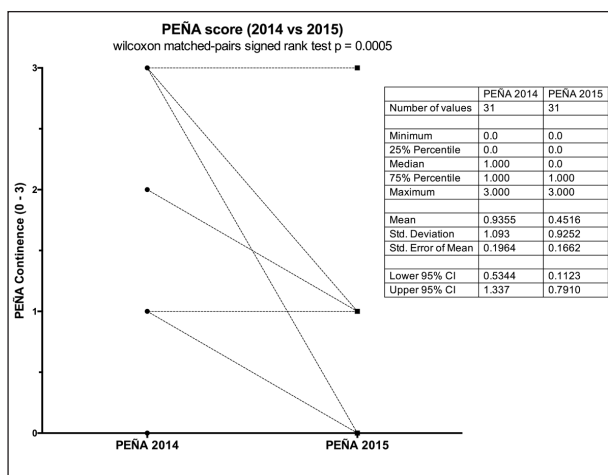 PEÑA score (2014 vs 2015)
wilcoxon matched-pairs signed rank test p = 0.0005
PEÑA Continence (0 - 3)
3
2
1
0
PEÑA 2014 PEÑA 2015
PEÑA 2014 PEÑA 2015
Number of values 31 31
Minimum 0.0 0.0
25% Percentile 0.0 0.0
Median 1.000 0.0
75% Percentile 1.000 1.000
Maximum 3.000 3.000
Mean 0.9355 0.4516
Std. Deviation 1.093 0.9252
Std. Error of Mean 0.1964 0.1662
Lower 95% CI 0.5344 0.1123
Upper 95% CI 1.337 0.7910